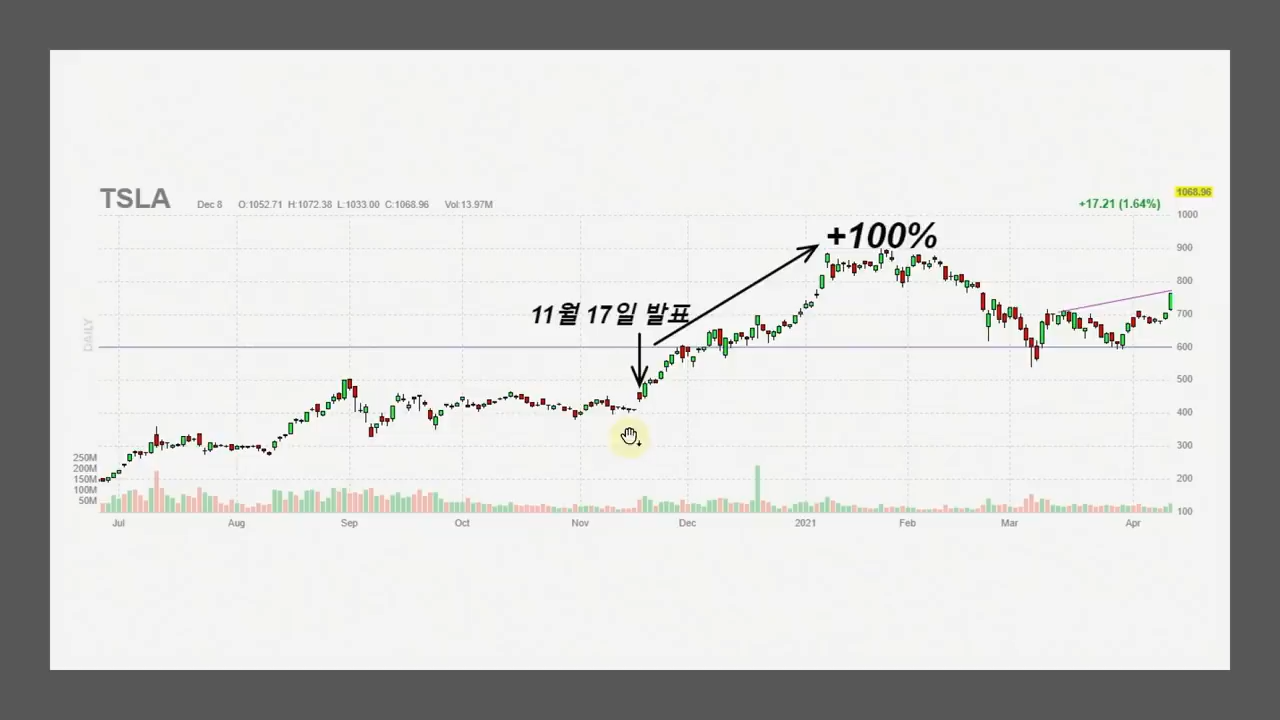 1068.96
TSLA Dec 8 O:1052.71 H:1072.38 L:1033.00 C:1068.96 Vol:13.97M +17.21 (1.64%)
1000
+100%
900
800
11월 17일 발표
700
DAILY
600
500
400
300
250M
200M
200
150M
100M
50M
100
Jul Aug Sep Oct Nov Dec 2021 Feb Mar Apr